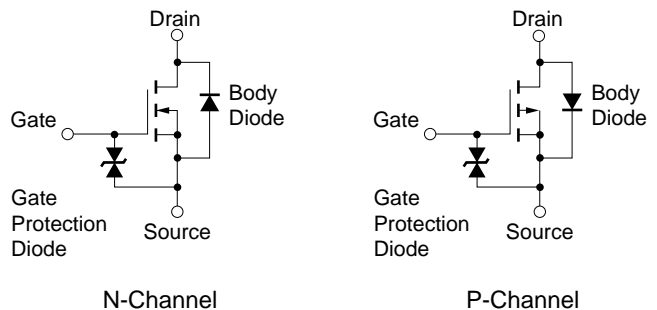 Drain
Body
Diode
Gate
Gate
Protection
Diode
Source
N-Channel
Drain
Body
Diode
Gate
Gate
Protection
Diode
Source
P-Channel